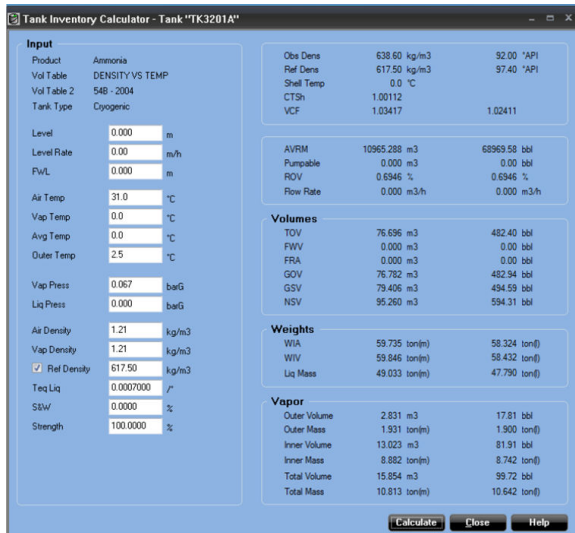 Tank Inventory Calculator - Tank "TK3201A"
Input
Product Ammonia
Vol Table DENSITY VS TEMP
Vol Table 2 54B - 2004
Tank Type Cryogenic
Level 0.000 m
Level Rate 0.00 m/h
FWL 0.000 m
Air Temp 31.0 °C
Vap Temp 0.0 °C
Avg Temp 0.0 °C
Outer Temp 2.5 °C
Vap Press 0.067 barG
Liq Press 0.000 barG
Air Density 1.21 kg/m3
Vap Density 1.21 kg/m3
Ref Density 617.50 kg/m3
Teq Liq 0.0007000 /°
S&W 0.0000 %
Strength 100.0000 %
Obs Dens 638.60 kg/m3 92.00 °API
Ref Dens 617.50 kg/m3 97.40 °API
Shell Temp 0.0 °C
CTSh 1.00112
VCF 1.03417 1.02411
AVRM 10965.288 m3 68969.58 bbl
Pumpable 0.000 m3 0.00 bbl
ROV 0.6946 % 0.6946 %
Flow Rate 0.000 m3/h 0.000 m3/h
Volumes
TOV 76.696 m3 482.40 bbl
FWV 0.000 m3 0.00 bbl
FRA 0.000 m3 0.00 bbl
GOV 76.782 m3 482.94 bbl
GSV 79.406 m3 494.59 bbl
NSV 95.260 m3 594.31 bbl
Weights
WIA 59.735 ton(m) 58.324 ton(l)
WIV 59.846 ton(m) 58.432 ton(l)
Liq Mass 49.033 ton(m) 47.790 ton(l)
Vapor
Outer Volume 2.831 m3 17.81 bbl
Outer Mass 1.931 ton(m) 1.900 ton(l)
Inner Volume 13.023 m3 81.91 bbl
Inner Mass 8.882 ton(m) 8.742 ton(l)
Total Volume 15.854 m3 99.72 bbl
Total Mass 10.813 ton(m) 10.642 ton(l)
Calculate Close Help